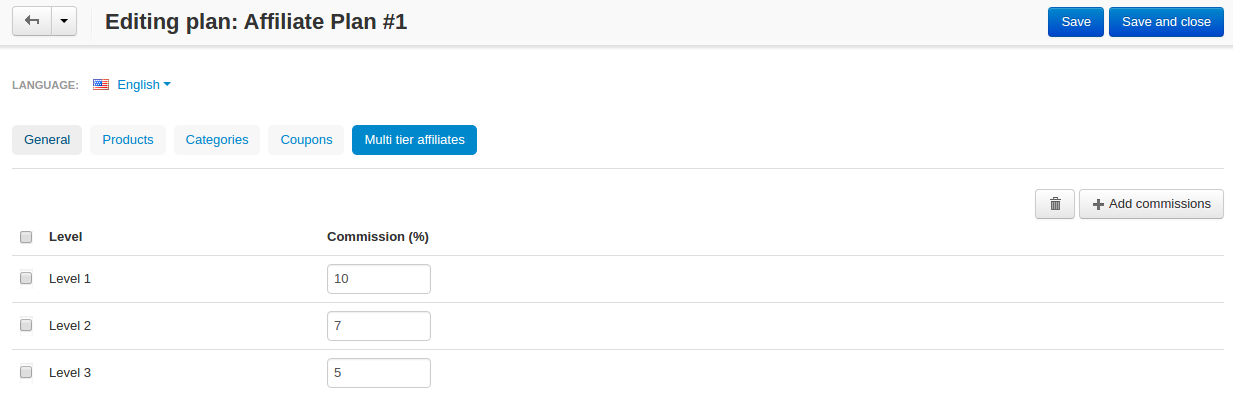 Editing plan: Affiliate Plan #1
Save
Save and close
LANGUAGE:
English
General
Products
Categories
Coupons
Multi tier affiliates
Add commissions
Level
Commission (%)
Level 1
10
Level 2
7
Level 3
5